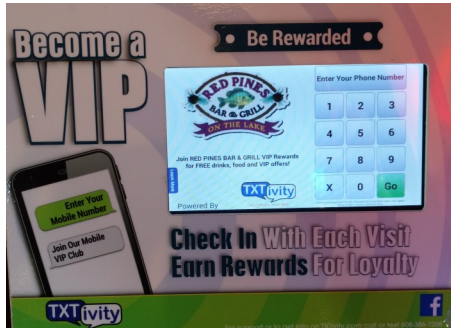 Become a
VIP
Be Rewarded
RED PINES
BAR & GRILL
ON THE LAKE
Join RED PINES BAR & GRILL VIP Rewards
for FREE drinks, food and VIP offers!
Learn More
Powered By
TXTivity
Enter Your Phone Number
1 2 3
4 5 6
7 8 9
X 0 Go
Enter Your
Mobile Number
Join Our Mobile
VIP Club
Check In With Each Visit
Earn Rewards For Loyalty
TXTivity
f